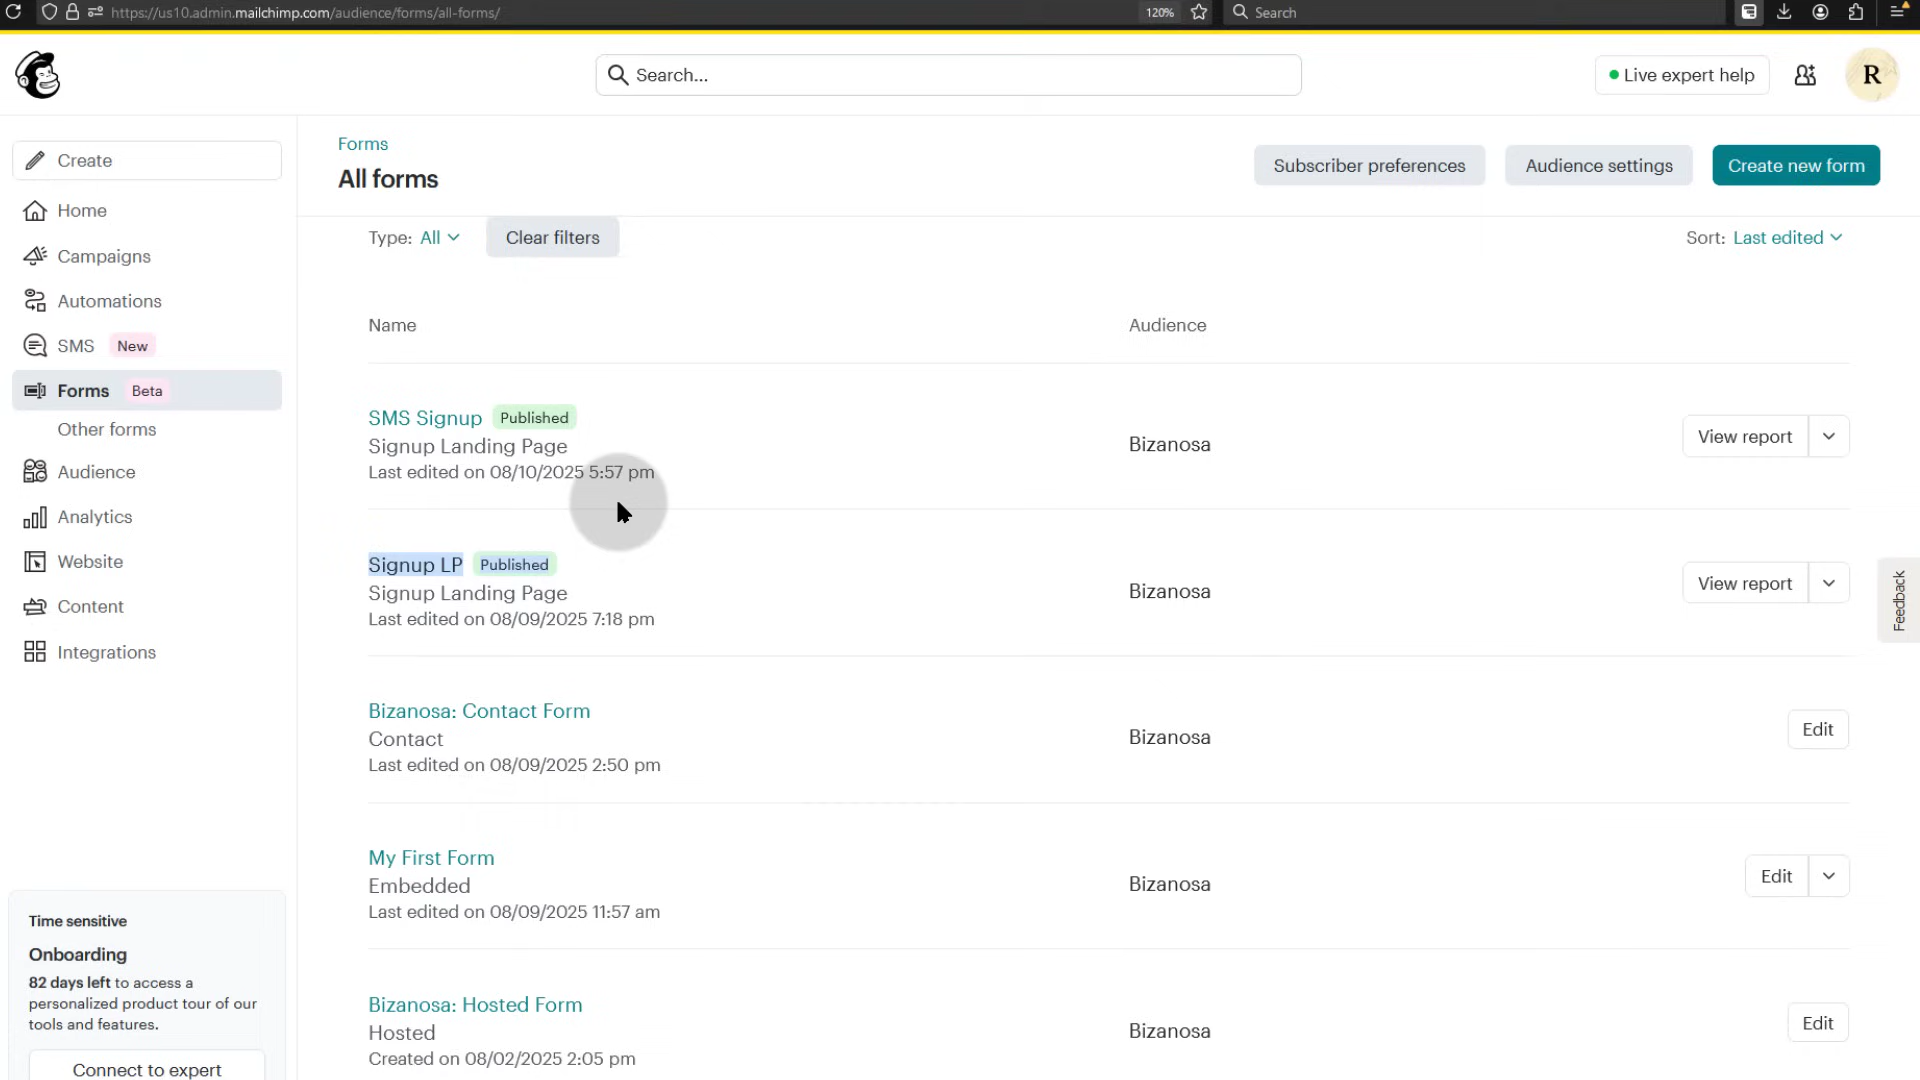 https://us10.admin.mailchimp.com/audience/forms/all-forms/
120%
Search
Search...
Live expert help
R
Create
Home
Campaigns
Automations
SMS New
Forms Beta
Other forms
Audience
Analytics
Website
Content
Integrations
Time sensitive
Onboarding
82 days left to access a
personalized product tour of our
tools and features.
Connect to expert
Forms
All forms
Subscriber preferences
Audience settings
Create new form
Type: All
Clear filters
Sort: Last edited
Name
Audience
SMS Signup Published
Signup Landing Page
Last edited on 08/10/2025 5:57 pm
Bizanosa
View report
Signup LP Published
Signup Landing Page
Last edited on 08/09/2025 7:18 pm
Bizanosa
View report
Bizanosa: Contact Form
Contact
Last edited on 08/09/2025 2:50 pm
Bizanosa
Edit
My First Form
Embedded
Last edited on 08/09/2025 11:57 am
Bizanosa
Edit
Bizanosa: Hosted Form
Hosted
Created on 08/02/2025 2:05 pm
Bizanosa
Edit
Feedback